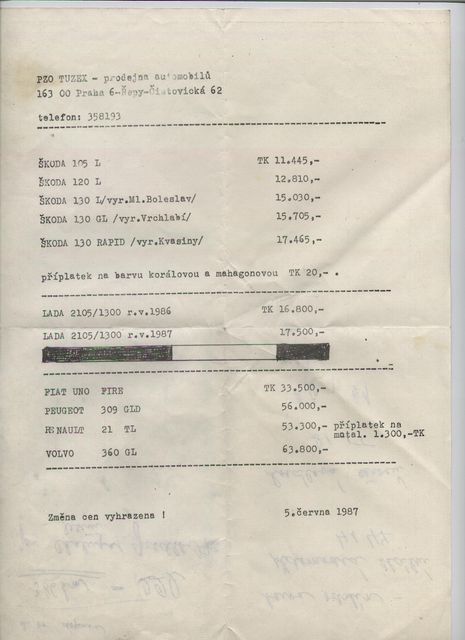 PZO TUZEX - prodejna automobilů
163 00 Praha 6-Řepy-Čistovická 62
telefon: 358193
ŠKODA 105 L TK 11.445,-
ŠKODA 120 L 12.810,-
ŠKODA 130 L/vyr.Ml.Boleslav/ 15.030,-
ŠKODA 130 GL /vyr.Vrchlabí/ 15.705,-
ŠKODA 130 RAPID /vyr.Kvasiny/ 17.465,-
příplatek na barvu korálovou a mahagonovou TK 20,- .
LADA 2105/1300 r.v.1986 TK 16.800,-
LADA 2105/1300 r.v.1987 17.500,-
FIAT UNO FIRE TK 33.500,-
PEUGEOT 309 GLD 56.000,-
RENAULT 21 TL 53.300,- příplatek na
matal. 1.300,-TK
VOLVO 360 GL 63.800,-
Změna cen vyhrazena ! 5.června 1987